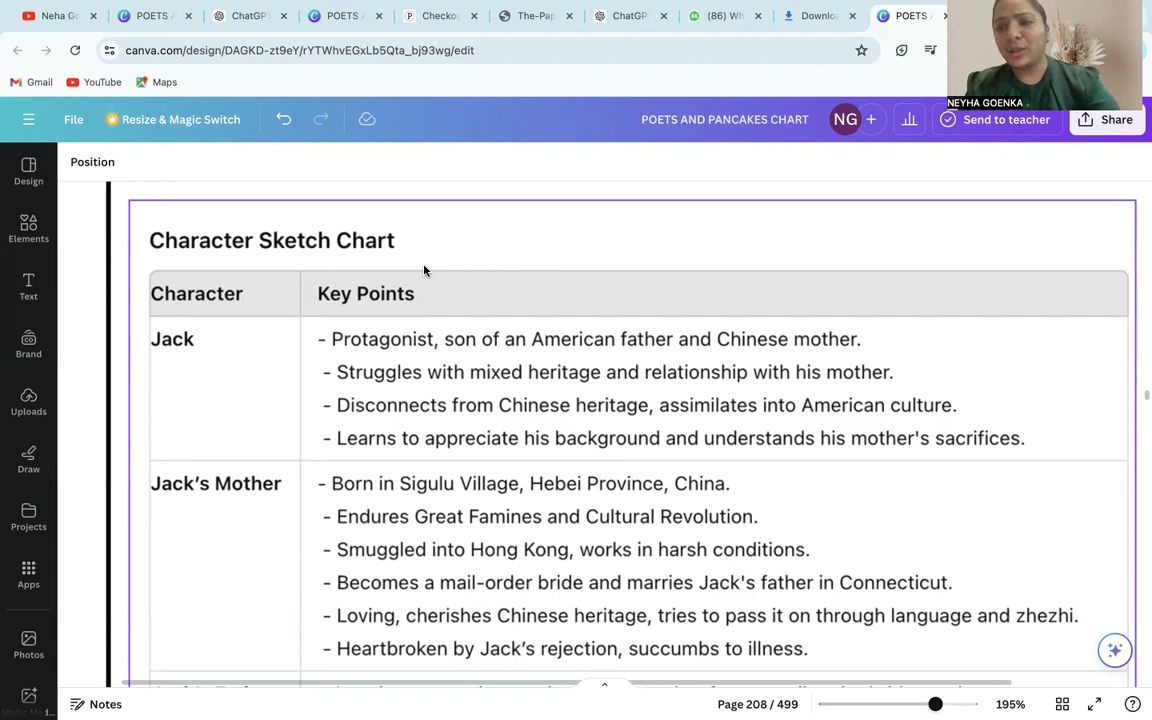 Neha Go
POETS A
ChatGPT
POETS A
Checkou
The-Pap
ChatGPT
(86) Wh
Downloa
POETS A
canva.com/design/DAGKD-zt9eY/rYTWhvEGxLb5Qta_bj93wg/edit
Gmail
YouTube
Maps
NEYHA GOENKA
File
Resize & Magic Switch
POETS AND PANCAKES CHART
NG
+
Send to teacher
Share
Position
Design
Elements
Text
Brand
Uploads
Draw
Projects
Apps
Photos
Character Sketch Chart
Character Key Points
Jack - Protagonist, son of an American father and Chinese mother.
- Struggles with mixed heritage and relationship with his mother.
- Disconnects from Chinese heritage, assimilates into American culture.
- Learns to appreciate his background and understands his mother's sacrifices.
Jack's Mother - Born in Sigulu Village, Hebei Province, China.
- Endures Great Famines and Cultural Revolution.
- Smuggled into Hong Kong, works in harsh conditions.
- Becomes a mail-order bride and marries Jack's father in Connecticut.
- Loving, cherishes Chinese heritage, tries to pass it on through language and zhezhi.
- Heartbroken by Jack's rejection, succumbs to illness.
Notes
Page 208 / 499
195%